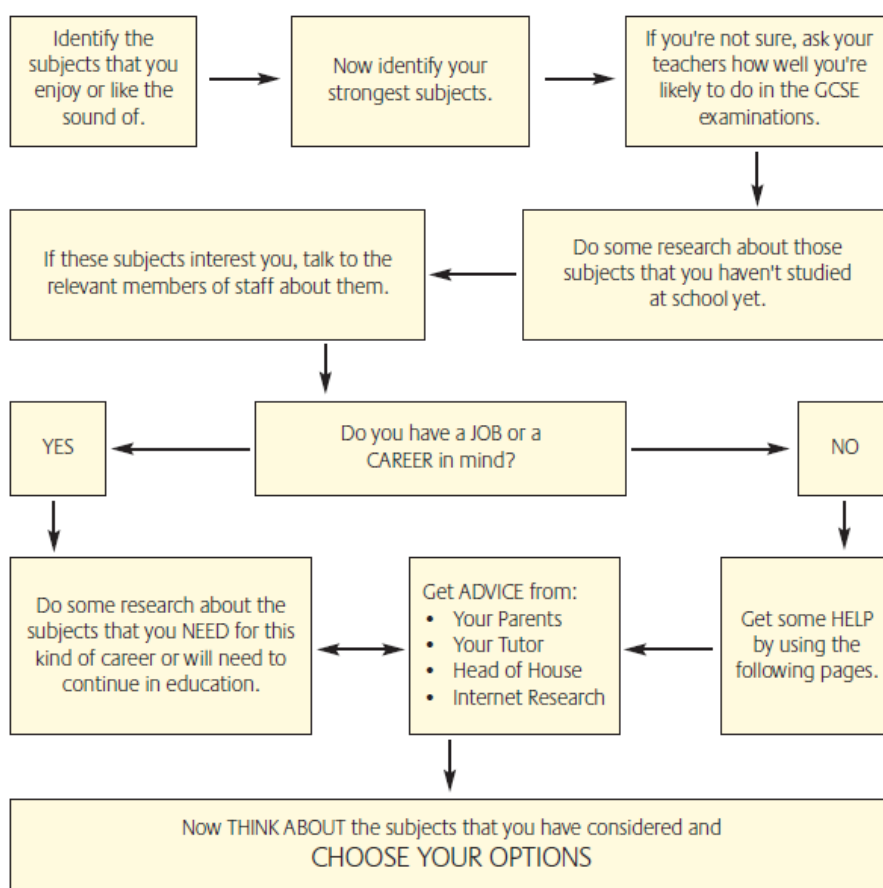 Identify the
subjects that you
enjoy or like the
sound of.
Now identify your
strongest subjects.
If you're not sure, ask your
teachers how well you're
likely to do in the GCSE
examinations.
If these subjects interest you, talk to the
relevant members of staff about them.
Do some research about those
subjects that you haven't studied
at school yet.
YES
Do you have a JOB or a
CAREER in mind?
NO
Do some research about the
subjects that you NEED for this
kind of career or will need to
continue in education.
Get ADVICE from:
• Your Parents
• Your Tutor
• Head of House
• Internet Research
Get some HELP
by using the
following pages.
Now THINK ABOUT the subjects that you have considered and
CHOOSE YOUR OPTIONS